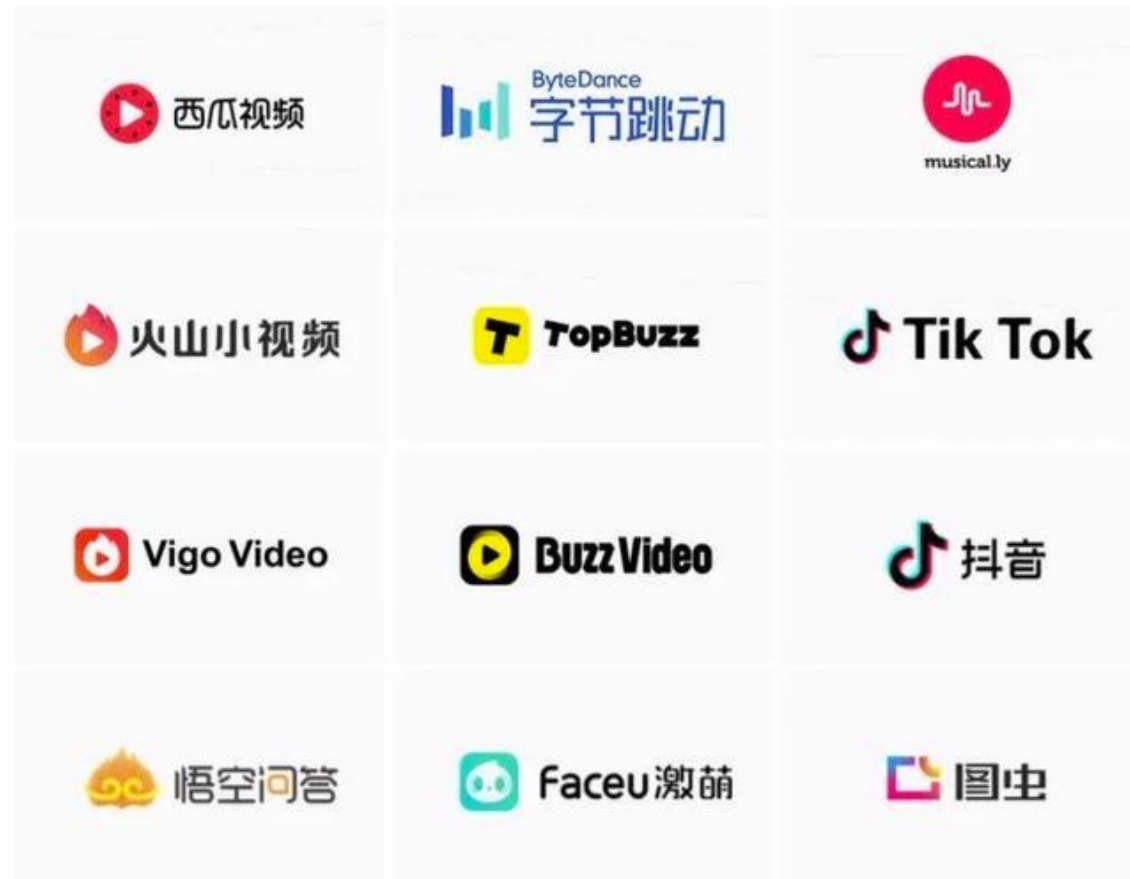 西瓜视频
ByteDance
字节跳动
musical.ly
火山小视频
TopBuzz
Tik Tok
Vigo Video
BuzzVideo
抖音
悟空问答
Faceu激萌
图虫